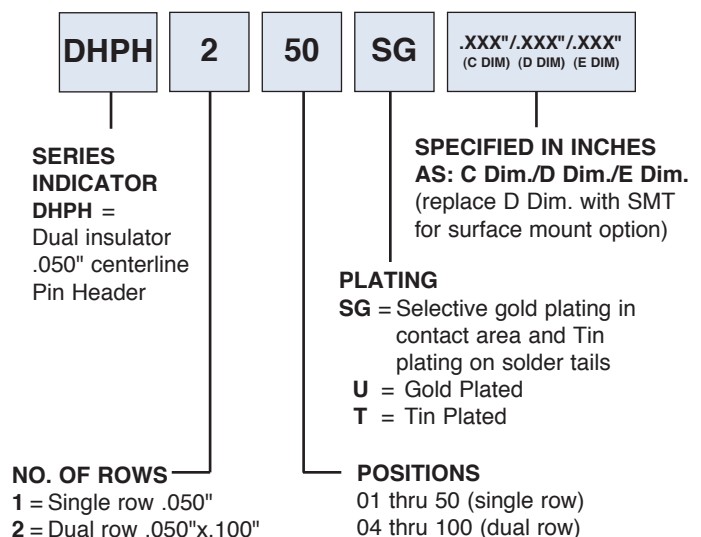 DHPH 2 50 SG .XXX"/.XXX"/.XXX"
(C DIM) (D DIM) (E DIM)
SERIES
INDICATOR
DHPH =
Dual insulator
.050" centerline
Pin Header
SPECIFIED IN INCHES
AS: C Dim./D Dim./E Dim.
(replace D Dim. with SMT
for surface mount option)
PLATING
SG = Selective gold plating in
contact area and Tin
plating on solder tails
U = Gold Plated
T = Tin Plated
NO. OF ROWS
1 = Single row .050"
2 = Dual row .050"x.100"
POSITIONS
01 thru 50 (single row)
04 thru 100 (dual row)